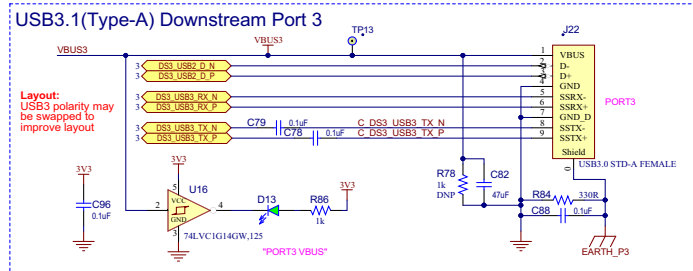 USB3.1(Type-A) Downstream Port 3
TP13
J22
VBUS3
VBUS3
1 VBUS
3 DS3_USB2_D_N 2 D-
3 DS3_USB2_D_P 3 D+
4 GND
Layout:
USB3 polarity may
be swapped to
improve layout
3 DS3_USB3_RX_N 5 SSRX-
3 DS3_USB3_RX_P 6 SSRX+
PORT3
7 GND_D
3 DS3_USB3_TX_N C79 0.1uF C_DS3_USB3_TX_N 8 SSTX-
3 DS3_USB3_TX_P C78 0.1uF C_DS3_USB3_TX_P 9 SSTX+
Shield
0
USB3.0 STD-A FEMALE
3V3
3V3
C96
0.1uF
5
U16
VCC
2
4
GND
3
74LVC1G14GW,125
D13
R86
1k
3V3
"PORT3 VBUS"
R78
1k
DNP
C82
47uF
R84 330R
C88 0.1uF
EARTH_P3